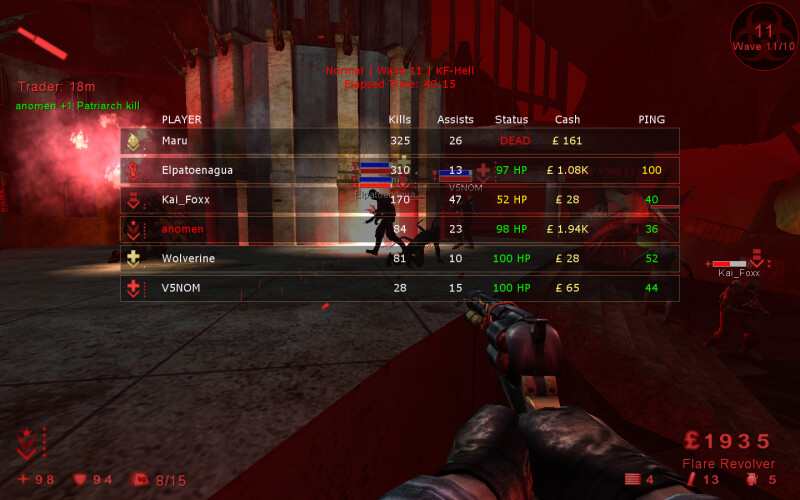 11
Wave 11/10
Normal | Wave 11 | KF-Hell
Elapsed Time: 40:15
Trader: 18m
anomen +1 Patriarch kill
PLAYER Kills Assists Status Cash PING
Maru 325 26 DEAD £ 161
Elpatoenagua 310 13 97 HP £ 1.08K 100
V5NOM
Kai_Foxx 170 47 52 HP £ 28 40
anomen 84 23 98 HP £ 1.94K 36
Wolverine 81 10 100 HP £ 28 52
Kai_Foxx
V5NOM 28 15 100 HP £ 65 44
£1935
Flare Revolver
98 94 8/15 4 13 5